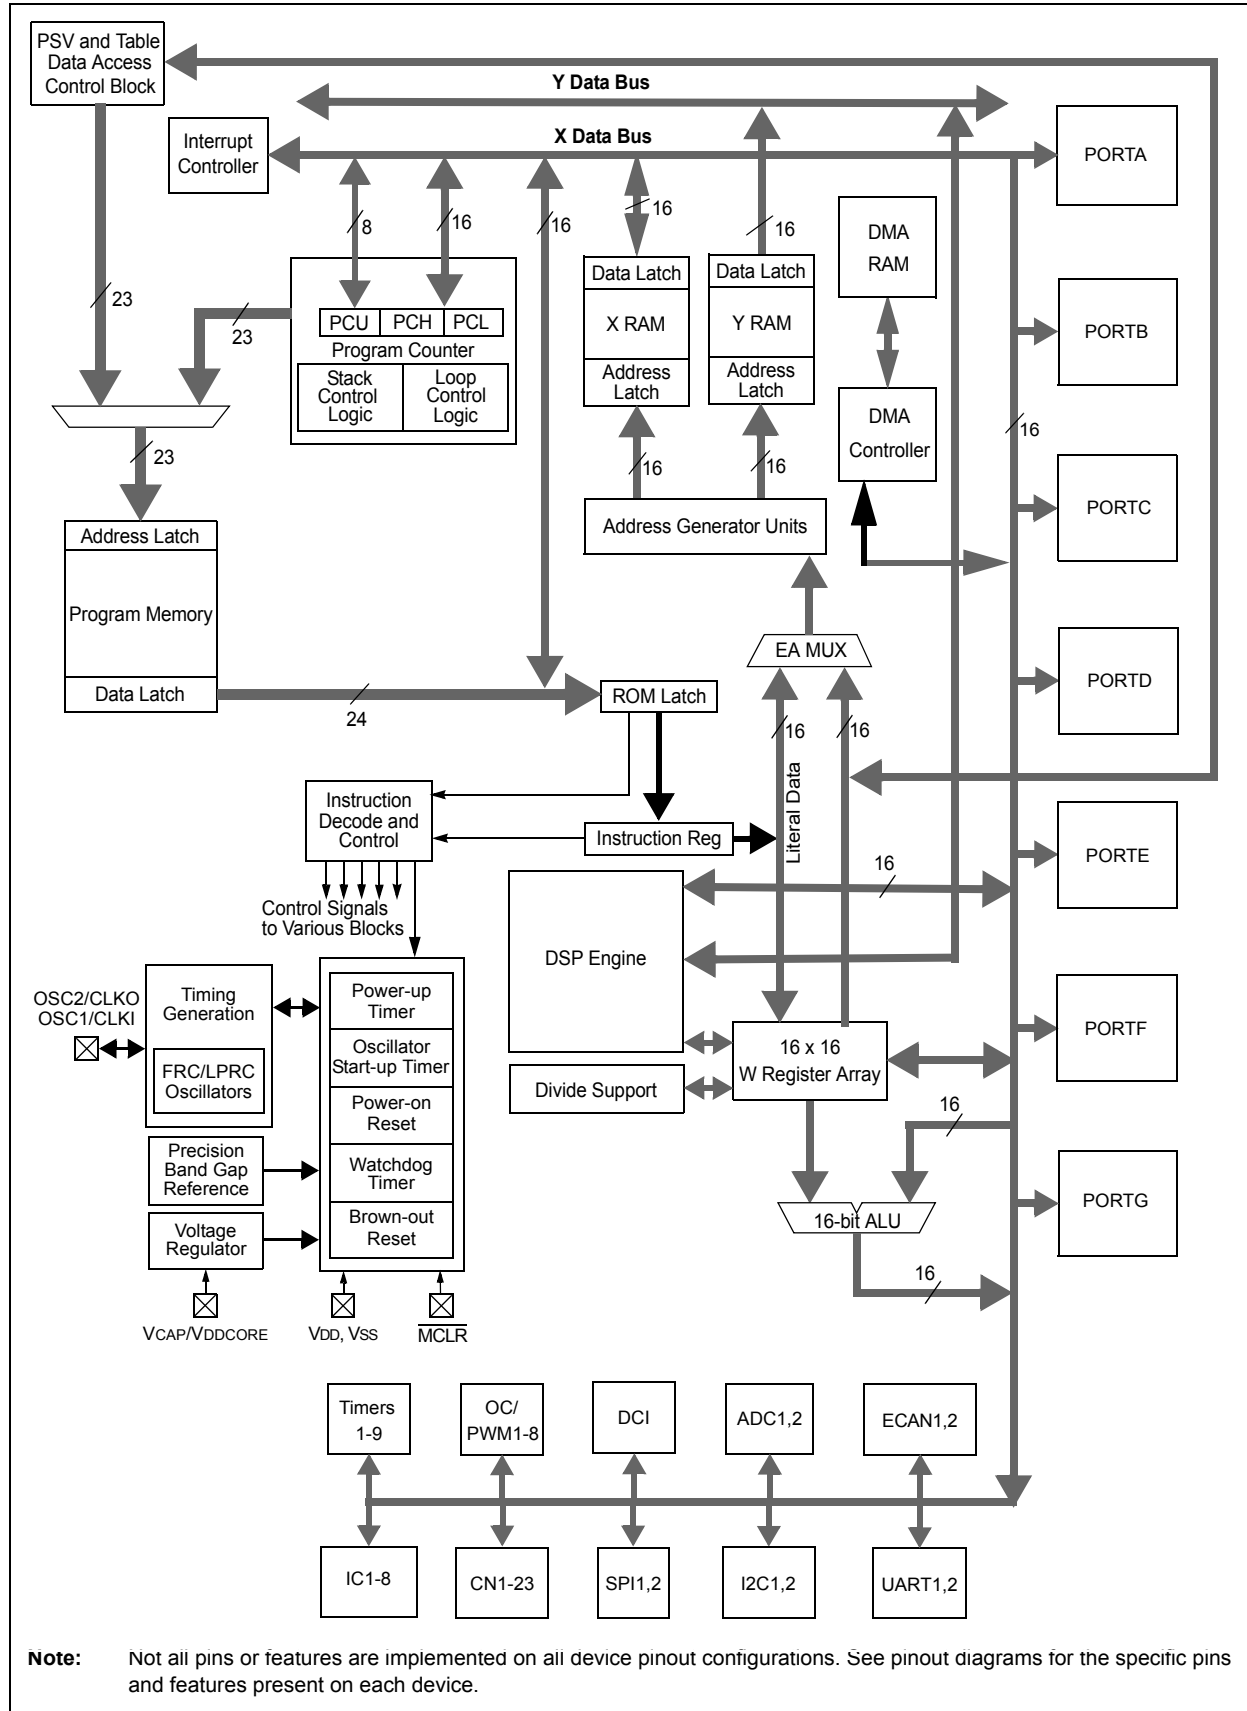 PSV and Table
Data Access
Control Block
Y Data Bus
Interrupt
Controller
X Data Bus
PORTA
8
16
16
16
16
DMA
RAM
23
23
PCU
PCH
PCL
Program Counter
Stack
Control
Logic
Loop
Control
Logic
Data Latch
X RAM
Address
Latch
Data Latch
Y RAM
Address
Latch
PORTB
DMA
Controller
16
23
16
16
PORTC
Address Latch
Program Memory
Data Latch
Address Generator Units
EA MUX
PORTD
24
ROM Latch
16
16
Literal Data
Instruction
Decode and
Control
Instruction Reg
PORTE
16
Control Signals
to Various Blocks
DSP Engine
OSC2/CLKO
OSC1/CLKI
Timing
Generation
FRC/LPRC
Oscillators
Power-up
Timer
Oscillator
Start-up Timer
Power-on
Reset
Watchdog
Timer
Brown-out
Reset
PORTF
16 x 16
W Register Array
Divide Support
16
Precision
Band Gap
Reference
Voltage
Regulator
16-bit ALU
PORTG
16
VCAP/VDDCORE
VDD, VSS
MCLR
Timers
1-9
OC/
PWM1-8
DCI
ADC1,2
ECAN1,2
IC1-8
CN1-23
SPI1,2
I2C1,2
UART1,2
Note: Not all pins or features are implemented on all device pinout configurations. See pinout diagrams for the specific pins
and features present on each device.